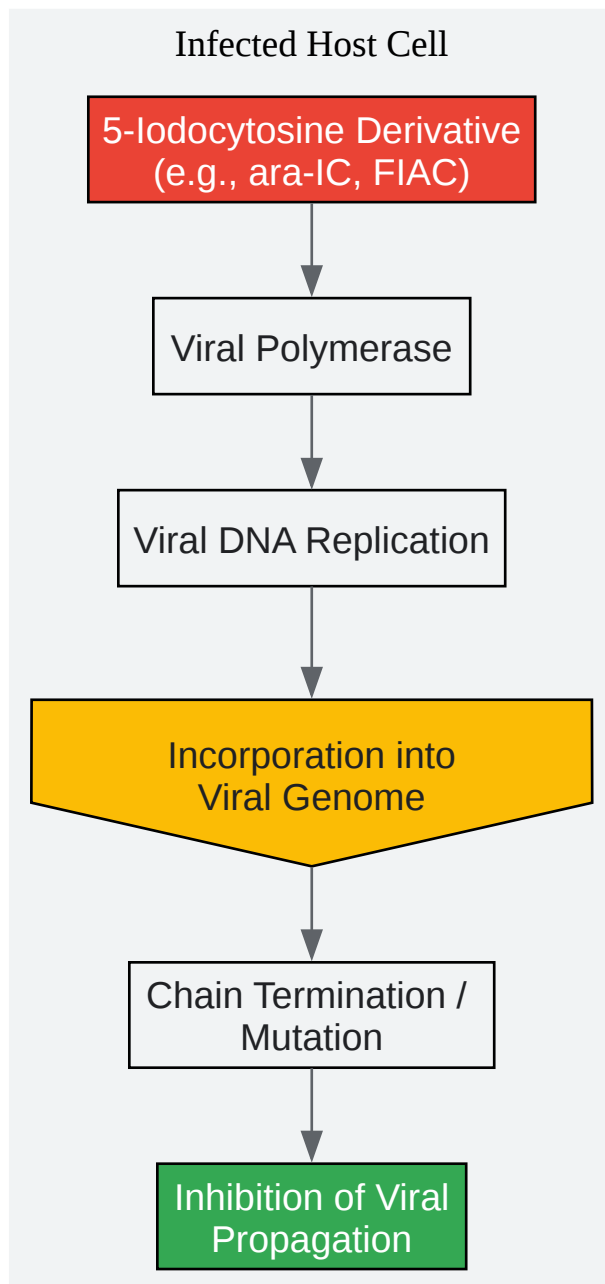 Infected Host Cell
5-Iodocytosine Derivative
(e.g., ara-IC, FIAC)
Viral Polymerase
Viral DNA Replication
Incorporation into
Viral Genome
Chain Termination /
Mutation
Inhibition of Viral
Propagation